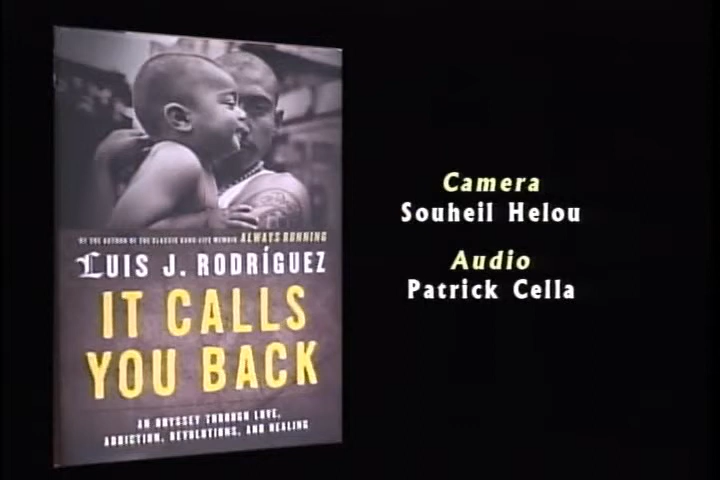 BY THE AUTHOR OF THE CLASSIC GANG-LIFE MEMOIR ALWAYS RUNNING
LUIS J. RODRÍGUEZ
IT CALLS
YOU BACK
AN ODYSSEY THROUGH LOVE,
ADDICTION, REVOLUTIONS, AND HEALING
Camera
Souheil Helou
Audio
Patrick Cella